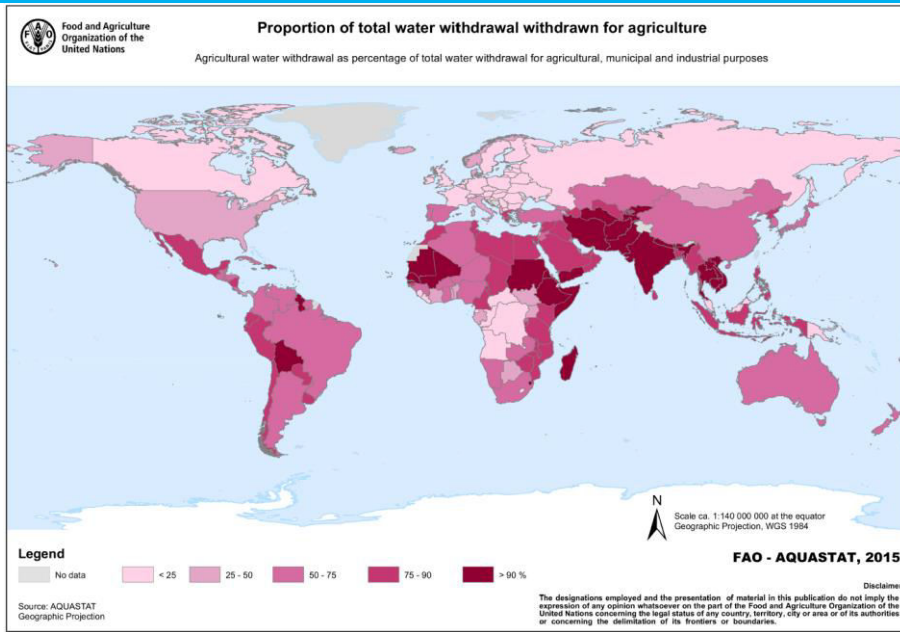 FAO
Food and Agriculture
Organization of the
United Nations
Proportion of total water withdrawal withdrawn for agriculture
Agricultural water withdrawal as percentage of total water withdrawal for agricultural, municipal and industrial purposes
N
Scale ca. 1:140 000 000 at the equator
Geographic Projection, WGS 1984
Legend
No data
< 25
25 - 50
50 - 75
75 - 90
> 90 %
FAO - AQUASTAT, 2015
Source: AQUASTAT
Geographic Projection
Disclaimer
The designations employed and the presentation of material in this publication do not imply the
expression of any opinion whatsoever on the part of the Food and Agriculture Organization of the
United Nations concerning the legal status of any country, territory, city or area or of its authorities
or concerning the delimitation of its frontiers or boundaries.